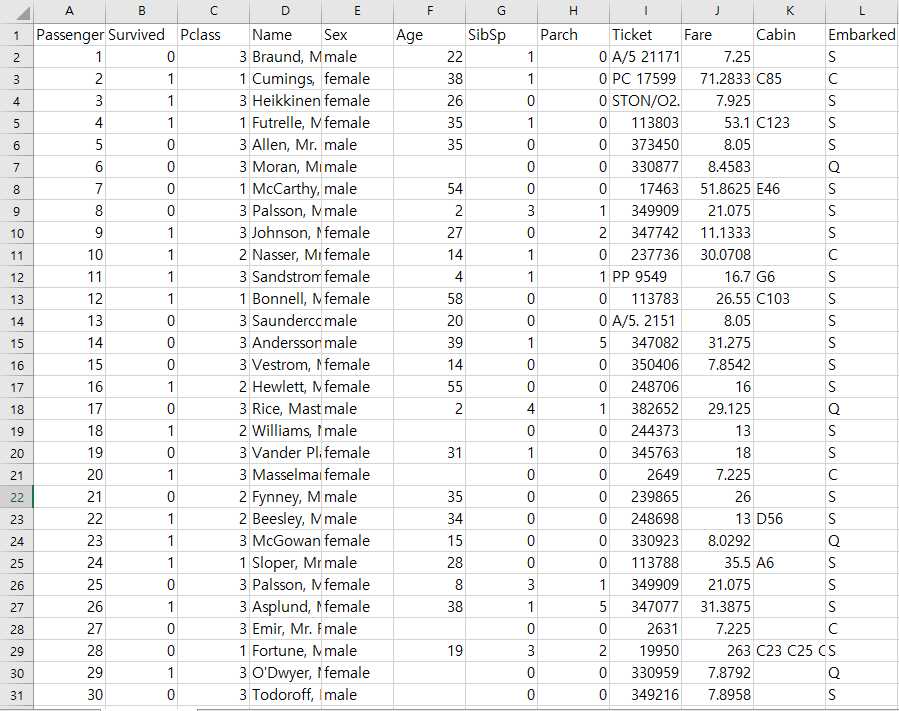 A B C D E F G H I J K L
1 Passenger Survived Pclass Name Sex Age SibSp Parch Ticket Fare Cabin Embarked
2 1 0 3 Braund, M male 22 1 0 A/5 21171 7.25 S
3 2 1 1 Cumings, female 38 1 0 PC 17599 71.2833 C85 C
4 3 1 3 Heikkinen female 26 0 0 STON/O2. 7.925 S
5 4 1 1 Futrelle, M female 35 1 0 113803 53.1 C123 S
6 5 0 3 Allen, Mr. male 35 0 0 373450 8.05 S
7 6 0 3 Moran, Mr male 0 0 330877 8.4583 Q
8 7 0 1 McCarthy, male 54 0 0 17463 51.8625 E46 S
9 8 0 3 Palsson, M male 2 3 1 349909 21.075 S
10 9 1 3 Johnson, M female 27 0 2 347742 11.1333 S
11 10 1 2 Nasser, Mr female 14 1 0 237736 30.0708 C
12 11 1 3 Sandstrom female 4 1 1 PP 9549 16.7 G6 S
13 12 1 1 Bonnell, M female 58 0 0 113783 26.55 C103 S
14 13 0 3 Saundercc male 20 0 0 A/5. 2151 8.05 S
15 14 0 3 Andersson male 39 1 5 347082 31.275 S
16 15 0 3 Vestrom, M female 14 0 0 350406 7.8542 S
17 16 1 2 Hewlett, M female 55 0 0 248706 16 S
18 17 0 3 Rice, Mast male 2 4 1 382652 29.125 Q
19 18 1 2 Williams, male 0 0 244373 13 S
20 19 0 3 Vander Pl female 31 1 0 345763 18 S
21 20 1 3 Masselma female 0 0 2649 7.225 C
22 21 0 2 Fynney, M male 35 0 0 239865 26 S
23 22 1 2 Beesley, M male 34 0 0 248698 13 D56 S
24 23 1 3 McGowan female 15 0 0 330923 8.0292 Q
25 24 1 1 Sloper, Mr male 28 0 0 113788 35.5 A6 S
26 25 0 3 Palsson, M female 8 3 1 349909 21.075 S
27 26 1 3 Asplund, M female 38 1 5 347077 31.3875 S
28 27 0 3 Emir, Mr. F male 0 0 2631 7.225 C
29 28 0 1 Fortune, M male 19 3 2 19950 263 C23 C25 C S
30 29 1 3 O'Dwyer, M female 0 0 330959 7.8792 Q
31 30 0 3 Todoroff, male 0 0 349216 7.8958 S